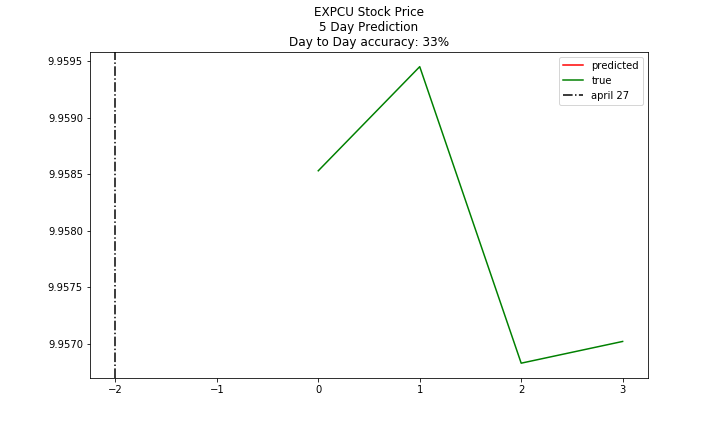 EXPCU Stock Price
5 Day Prediction
Day to Day accuracy: 33%
predicted
true
april 27
9.9595
9.9590
9.9585
9.9580
9.9575
9.9570
−2
−1
0
1
2
3